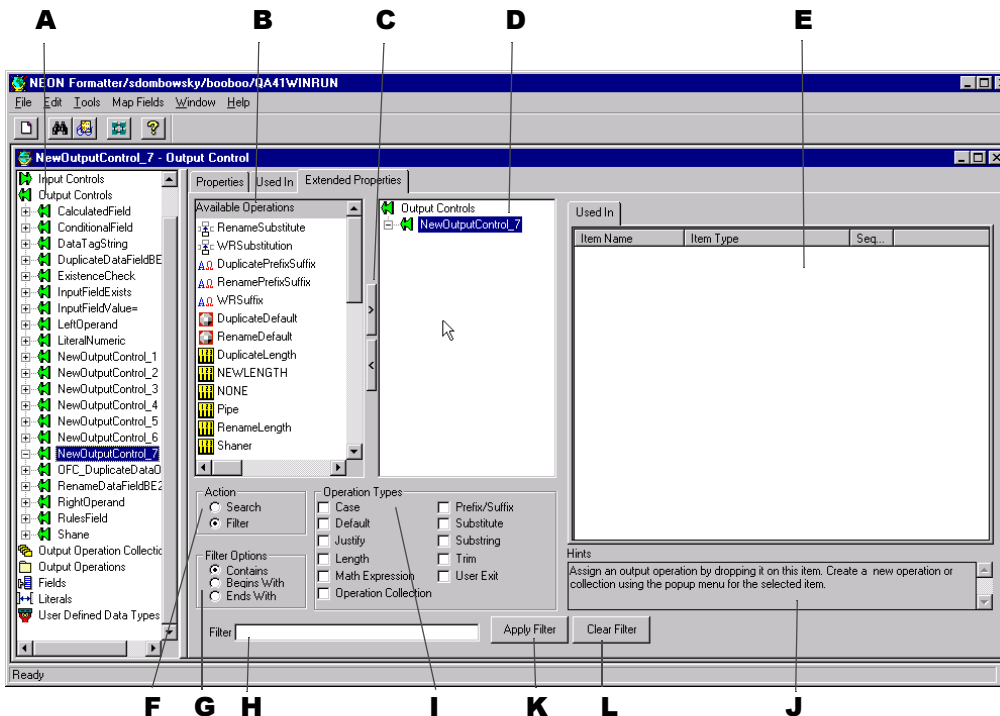 A B C D E
NEON Formatter/sdombowsky/booboo/QA41WINRUN
File Edit Tools Map Fields Window Help
NewOutputControl_7 - Output Control
Input Controls
Output Controls
CalculatedField
ConditionalField
DataTagString
DuplicateDataFieldBE
ExistenceCheck
InputFieldExists
InputFieldValue=
LeftOperand
LiteralNumeric
NewOutputControl_1
NewOutputControl_2
NewOutputControl_3
NewOutputControl_4
NewOutputControl_5
NewOutputControl_6
NewOutputControl_7
OFC_DuplicateDataO
RenameDataFieldBE2
RightOperand
RulesField
Shane
Output Operation Collectic
Output Operations
Fields
Literals
User Defined Data Types
Properties Used In Extended Properties
Available Operations
RenameSubstitute
WRSubstitution
DuplicatePrefixSuffix
RenamePrefixSuffix
WRSuffix
DuplicateDefault
RenameDefault
DuplicateLength
NEWLENGTH
NONE
Pipe
RenameLength
Shaner
>
<
Output Controls
NewOutputControl_7
Used In
Item Name Item Type Seq...
Action
Search
Filter
Filter Options
Contains
Begins With
Ends With
Operation Types
Case
Default
Justify
Length
Math Expression
Operation Collection
Prefix/Suffix
Substitute
Substring
Trim
User Exit
Hints
Assign an output operation by dropping it on this item. Create a new operation or
collection using the popup menu for the selected item.
Filter
Apply Filter Clear Filter
Ready
F G H I K L J